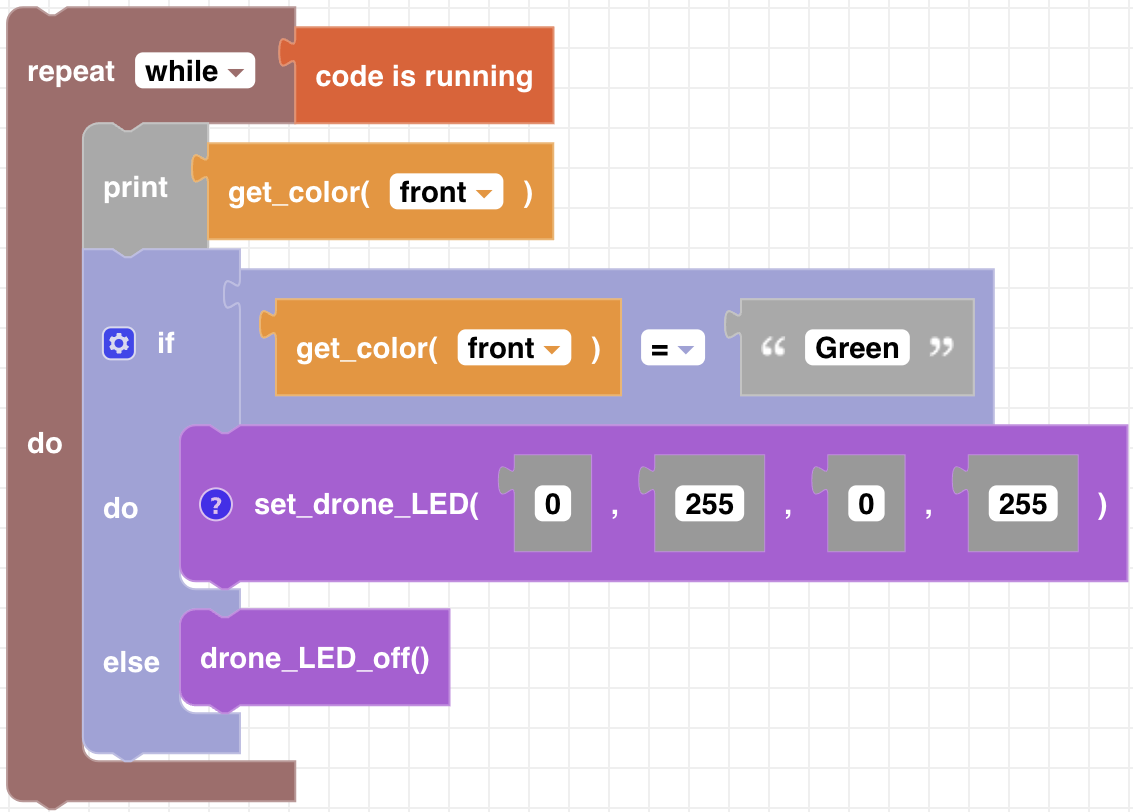 repeat while code is running
print get_color( front )
if get_color( front ) = “ Green ”
do
do ? set_drone_LED( 0 , 255 , 0 , 255 )
else drone_LED_off()